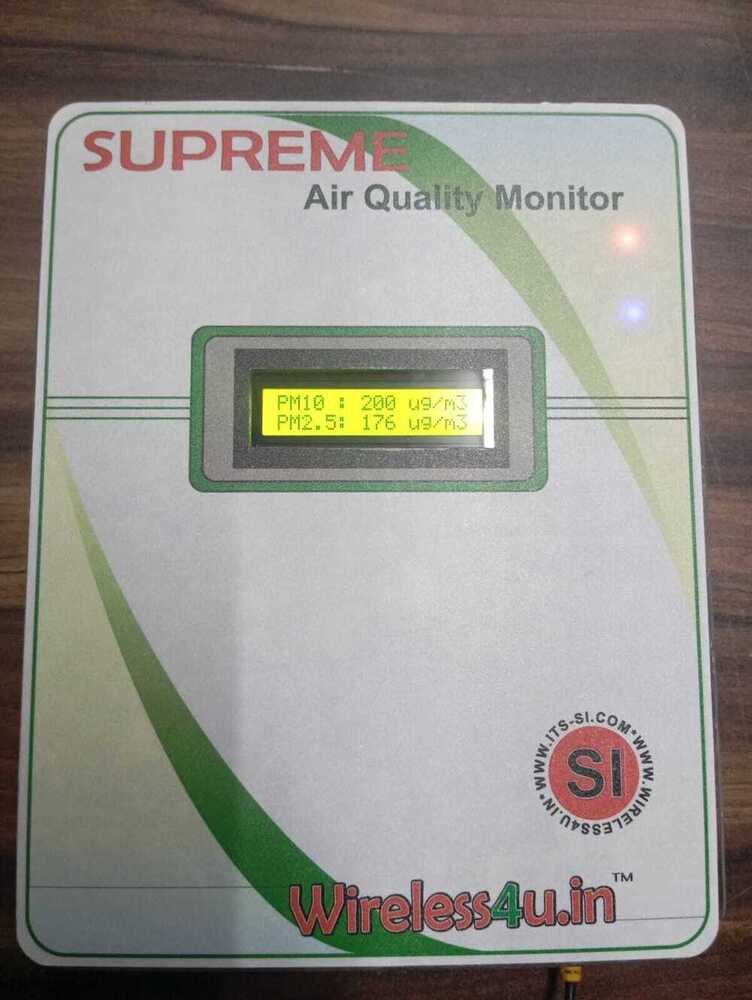 SUPREME
Air Quality Monitor
PM10 : 200 ug/m3
PM2.5: 176 ug/m3
WWW.ITS-SI.COM*WWW.WIRELESS4U.IN*
SI
Wireless4u.in™